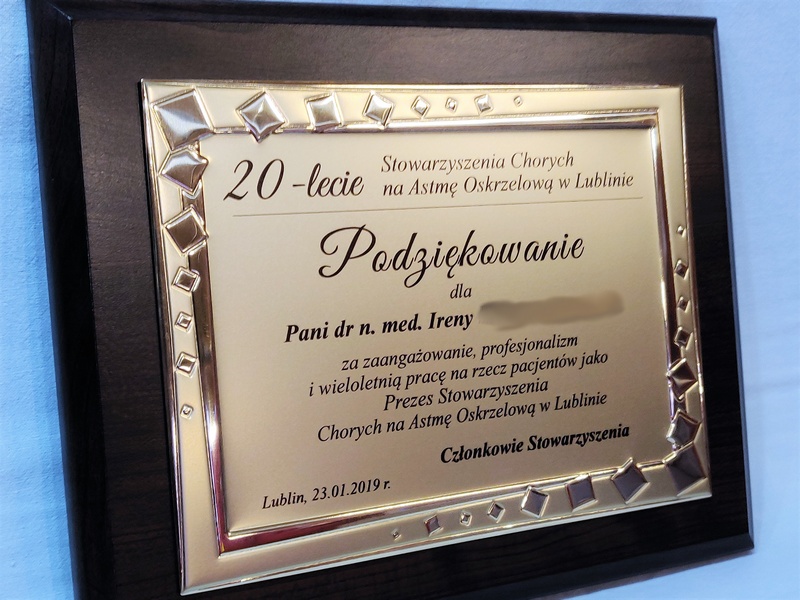 20-lecie Stowarzyszenia Chorych
na Astmę Oskrzelową w Lublinie
Podziękowanie
dla
Pani dr n. med. Ireny
za zaangażowanie, profesjonalizm
i wieloletnią pracę na rzecz pacjentów jako
Prezes Stowarzyszenia
Chorych na Astmę Oskrzelową w Lublinie
Członkowie Stowarzyszenia
Lublin, 23.01.2019 r.